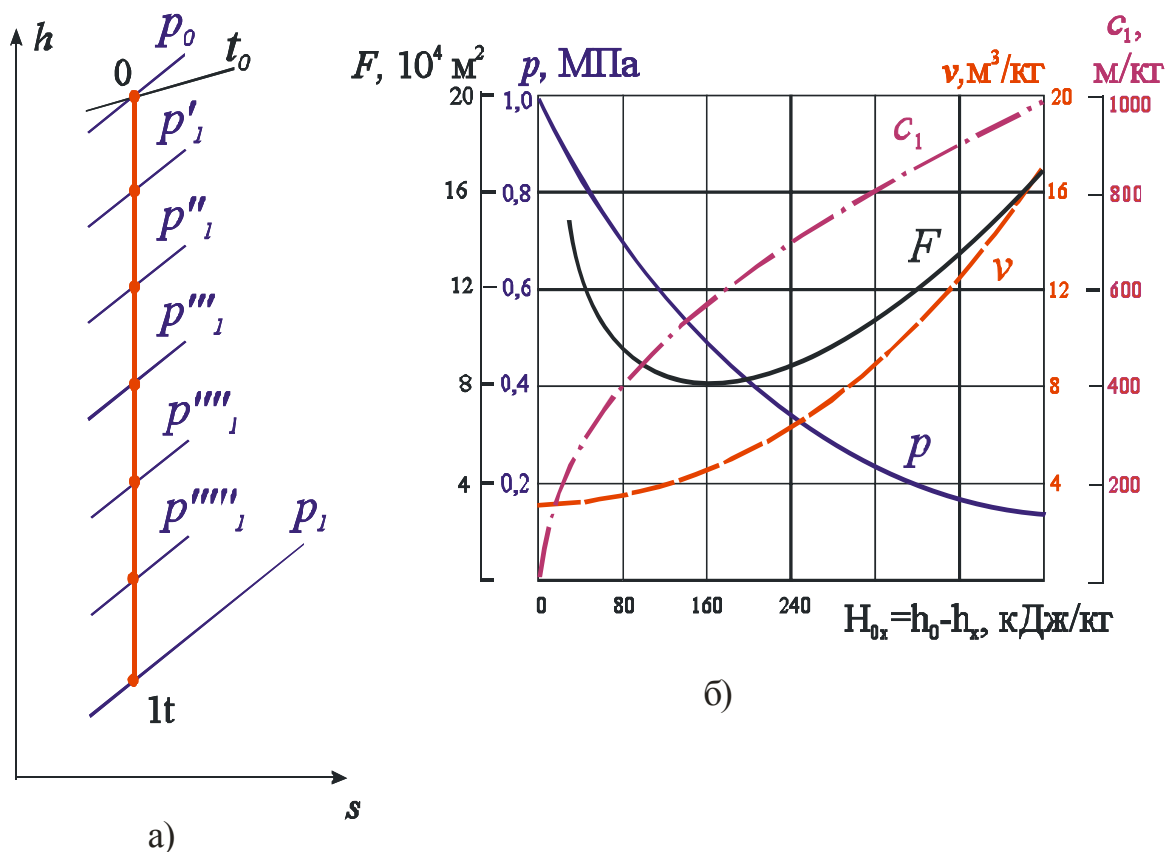 h
p₀
t₀
0
p'₁
p''₁
p'''₁
p''''₁
p'''''₁
p₁
1t
s
а)
F, 10⁴ м²
p, МПа
v, м³/кг
c₁,
м/кг
20
1,0
20
1000
16
0,8
16
800
12
0,6
12
600
8
0,4
8
400
4
0,2
4
200
c₁
F
v
p
0
80
160
240
H₀ₓ=h₀-hₓ, кДж/кг
б)